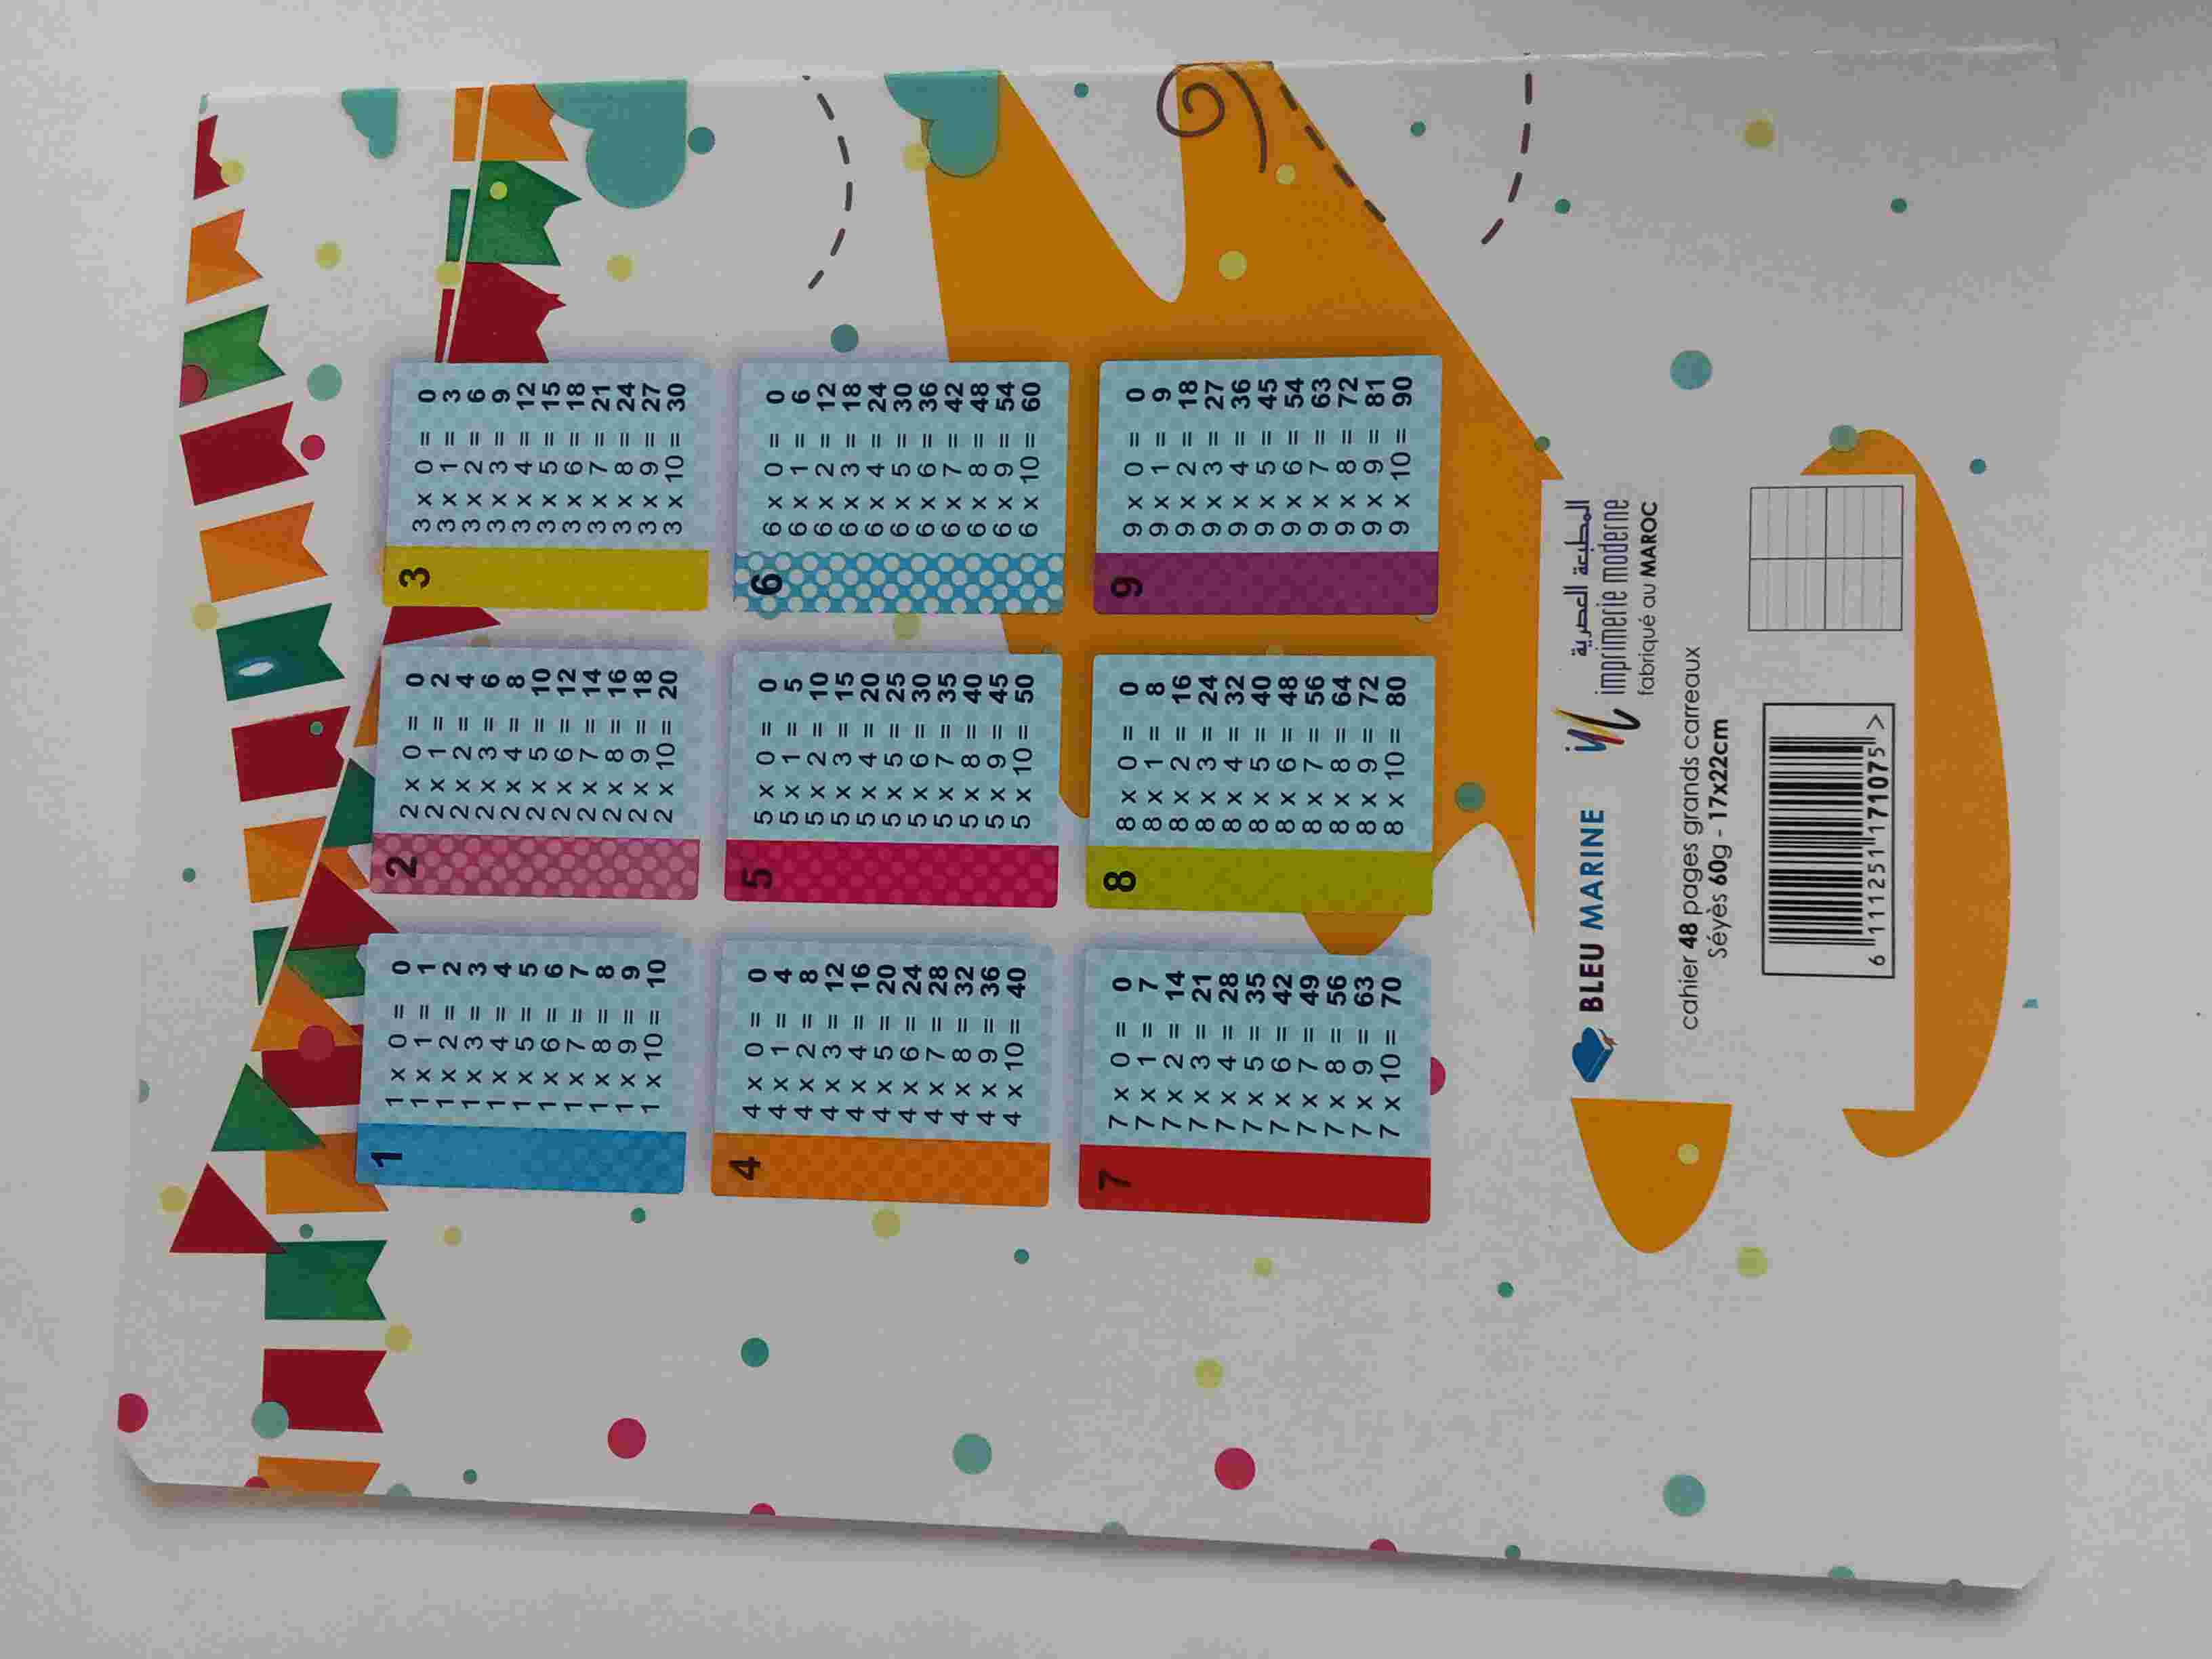 1
1 x 0 = 0
1 x 1 = 1
1 x 2 = 2
1 x 3 = 3
1 x 4 = 4
1 x 5 = 5
1 x 6 = 6
1 x 7 = 7
1 x 8 = 8
1 x 9 = 9
1 x 10 = 10
2
2 x 0 = 0
2 x 1 = 2
2 x 2 = 4
2 x 3 = 6
2 x 4 = 8
2 x 5 = 10
2 x 6 = 12
2 x 7 = 14
2 x 8 = 16
2 x 9 = 18
2 x 10 = 20
3
3 x 0 = 0
3 x 1 = 3
3 x 2 = 6
3 x 3 = 9
3 x 4 = 12
3 x 5 = 15
3 x 6 = 18
3 x 7 = 21
3 x 8 = 24
3 x 9 = 27
3 x 10 = 30
4
4 x 0 = 0
4 x 1 = 4
4 x 2 = 8
4 x 3 = 12
4 x 4 = 16
4 x 5 = 20
4 x 6 = 24
4 x 7 = 28
4 x 8 = 32
4 x 9 = 36
4 x 10 = 40
5
5 x 0 = 0
5 x 1 = 5
5 x 2 = 10
5 x 3 = 15
5 x 4 = 20
5 x 5 = 25
5 x 6 = 30
5 x 7 = 35
5 x 8 = 40
5 x 9 = 45
5 x 10 = 50
6
6 x 0 = 0
6 x 1 = 6
6 x 2 = 12
6 x 3 = 18
6 x 4 = 24
6 x 5 = 30
6 x 6 = 36
6 x 7 = 42
6 x 8 = 48
6 x 9 = 54
6 x 10 = 60
7
7 x 0 = 0
7 x 1 = 7
7 x 2 = 14
7 x 3 = 21
7 x 4 = 28
7 x 5 = 35
7 x 6 = 42
7 x 7 = 49
7 x 8 = 56
7 x 9 = 63
7 x 10 = 70
8
8 x 0 = 0
8 x 1 = 8
8 x 2 = 16
8 x 3 = 24
8 x 4 = 32
8 x 5 = 40
8 x 6 = 48
8 x 7 = 56
8 x 8 = 64
8 x 9 = 72
8 x 10 = 80
9
9 x 0 = 0
9 x 1 = 9
9 x 2 = 18
9 x 3 = 27
9 x 4 = 36
9 x 5 = 45
9 x 6 = 54
9 x 7 = 63
9 x 8 = 72
9 x 9 = 81
9 x 10 = 90
BLEU MARINE
im
المطبعة العصرية
imprimerie moderne
fabriqué au MAROC
cahier 48 pages grands carreaux
Séyès 60g - 17x22cm
6 111251 171075 >